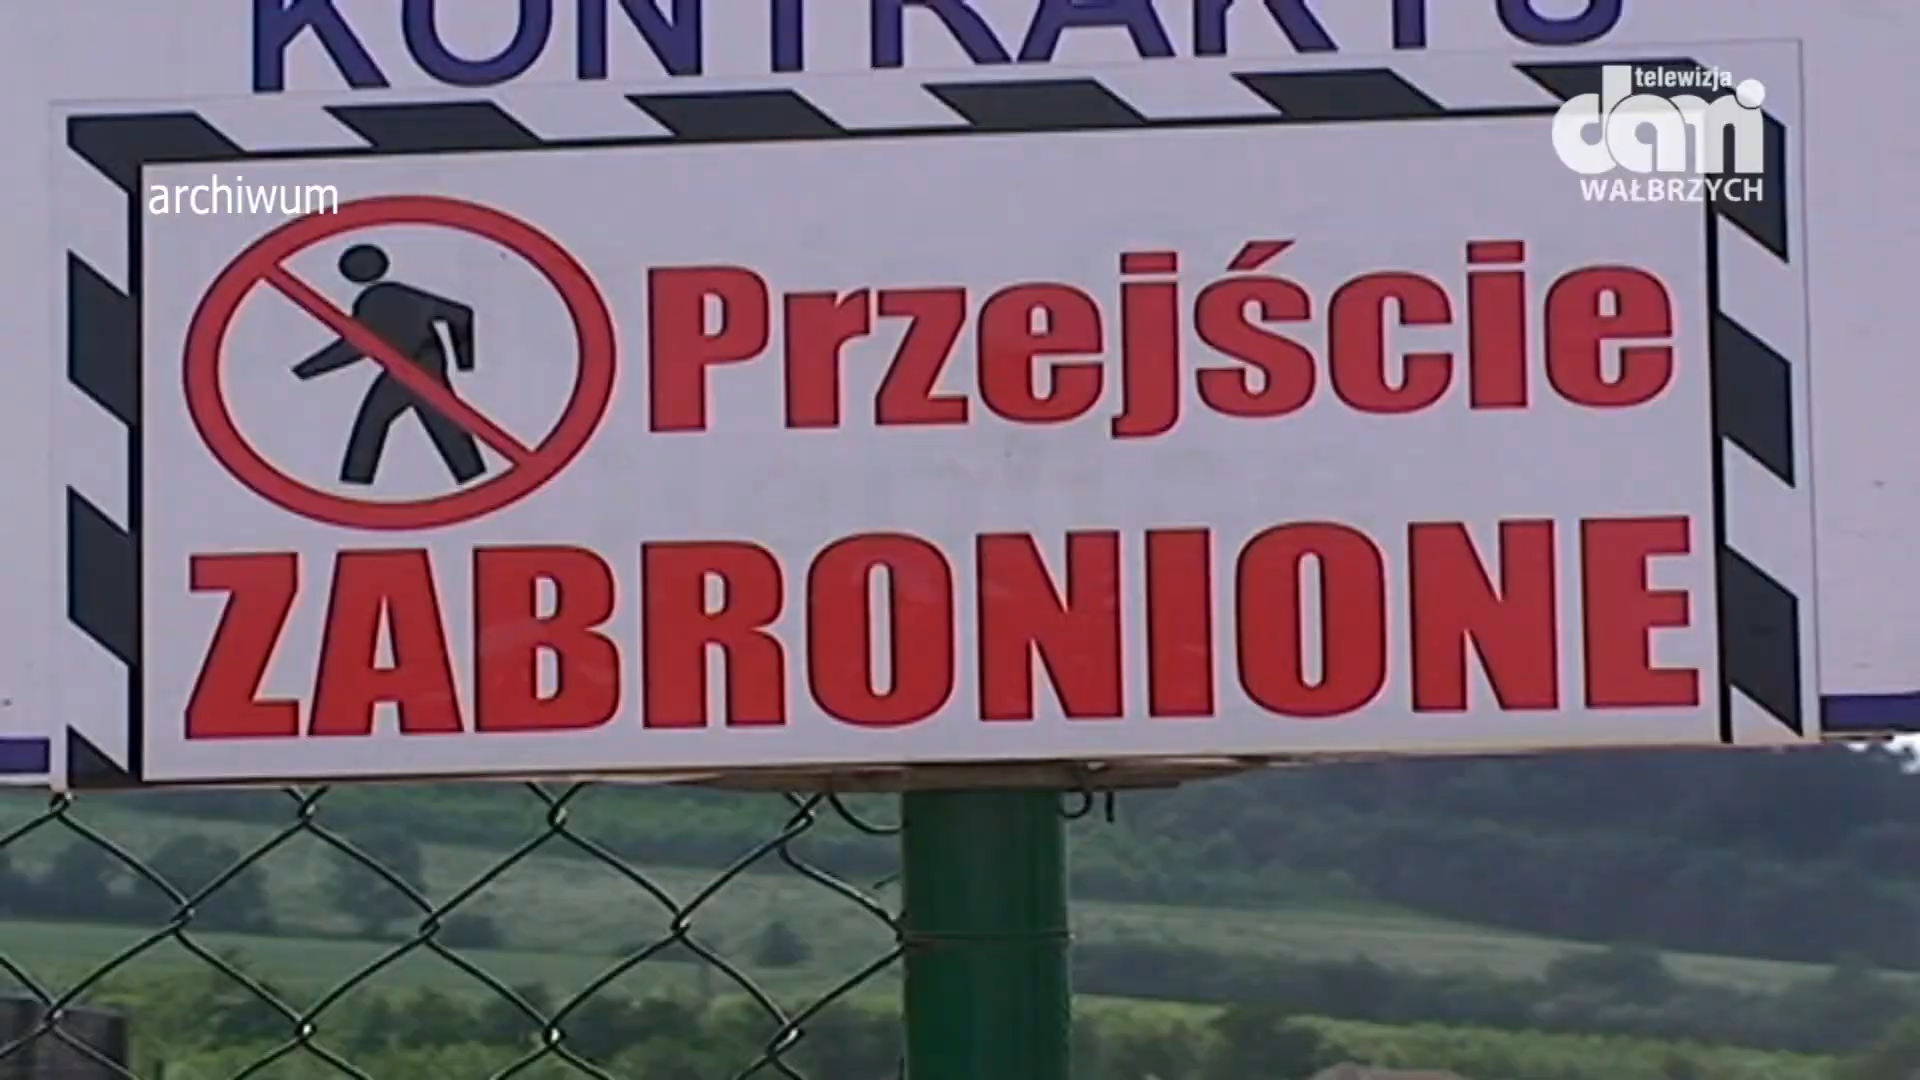 KONTRAKTU
telewizja
dami
WAŁBRZYCH
archiwum
Przejście
ZABRONIONE